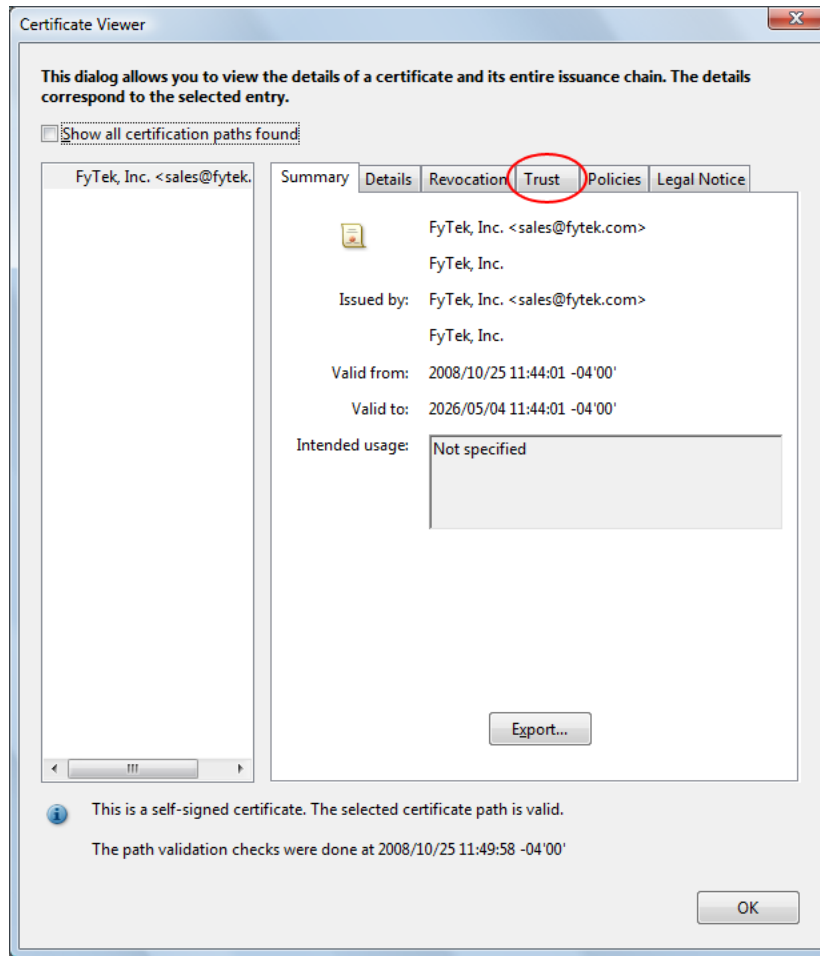 Certificate Viewer
This dialog allows you to view the details of a certificate and its entire issuance chain. The details
correspond to the selected entry.
Show all certification paths found
FyTek, Inc. <sales@fytek.
Summary Details Revocation Trust Policies Legal Notice
FyTek, Inc. <sales@fytek.com>
FyTek, Inc.
Issued by: FyTek, Inc. <sales@fytek.com>
FyTek, Inc.
Valid from: 2008/10/25 11:44:01 -04'00'
Valid to: 2026/05/04 11:44:01 -04'00'
Intended usage: Not specified
Export...
This is a self-signed certificate. The selected certificate path is valid.
The path validation checks were done at 2008/10/25 11:49:58 -04'00'
OK